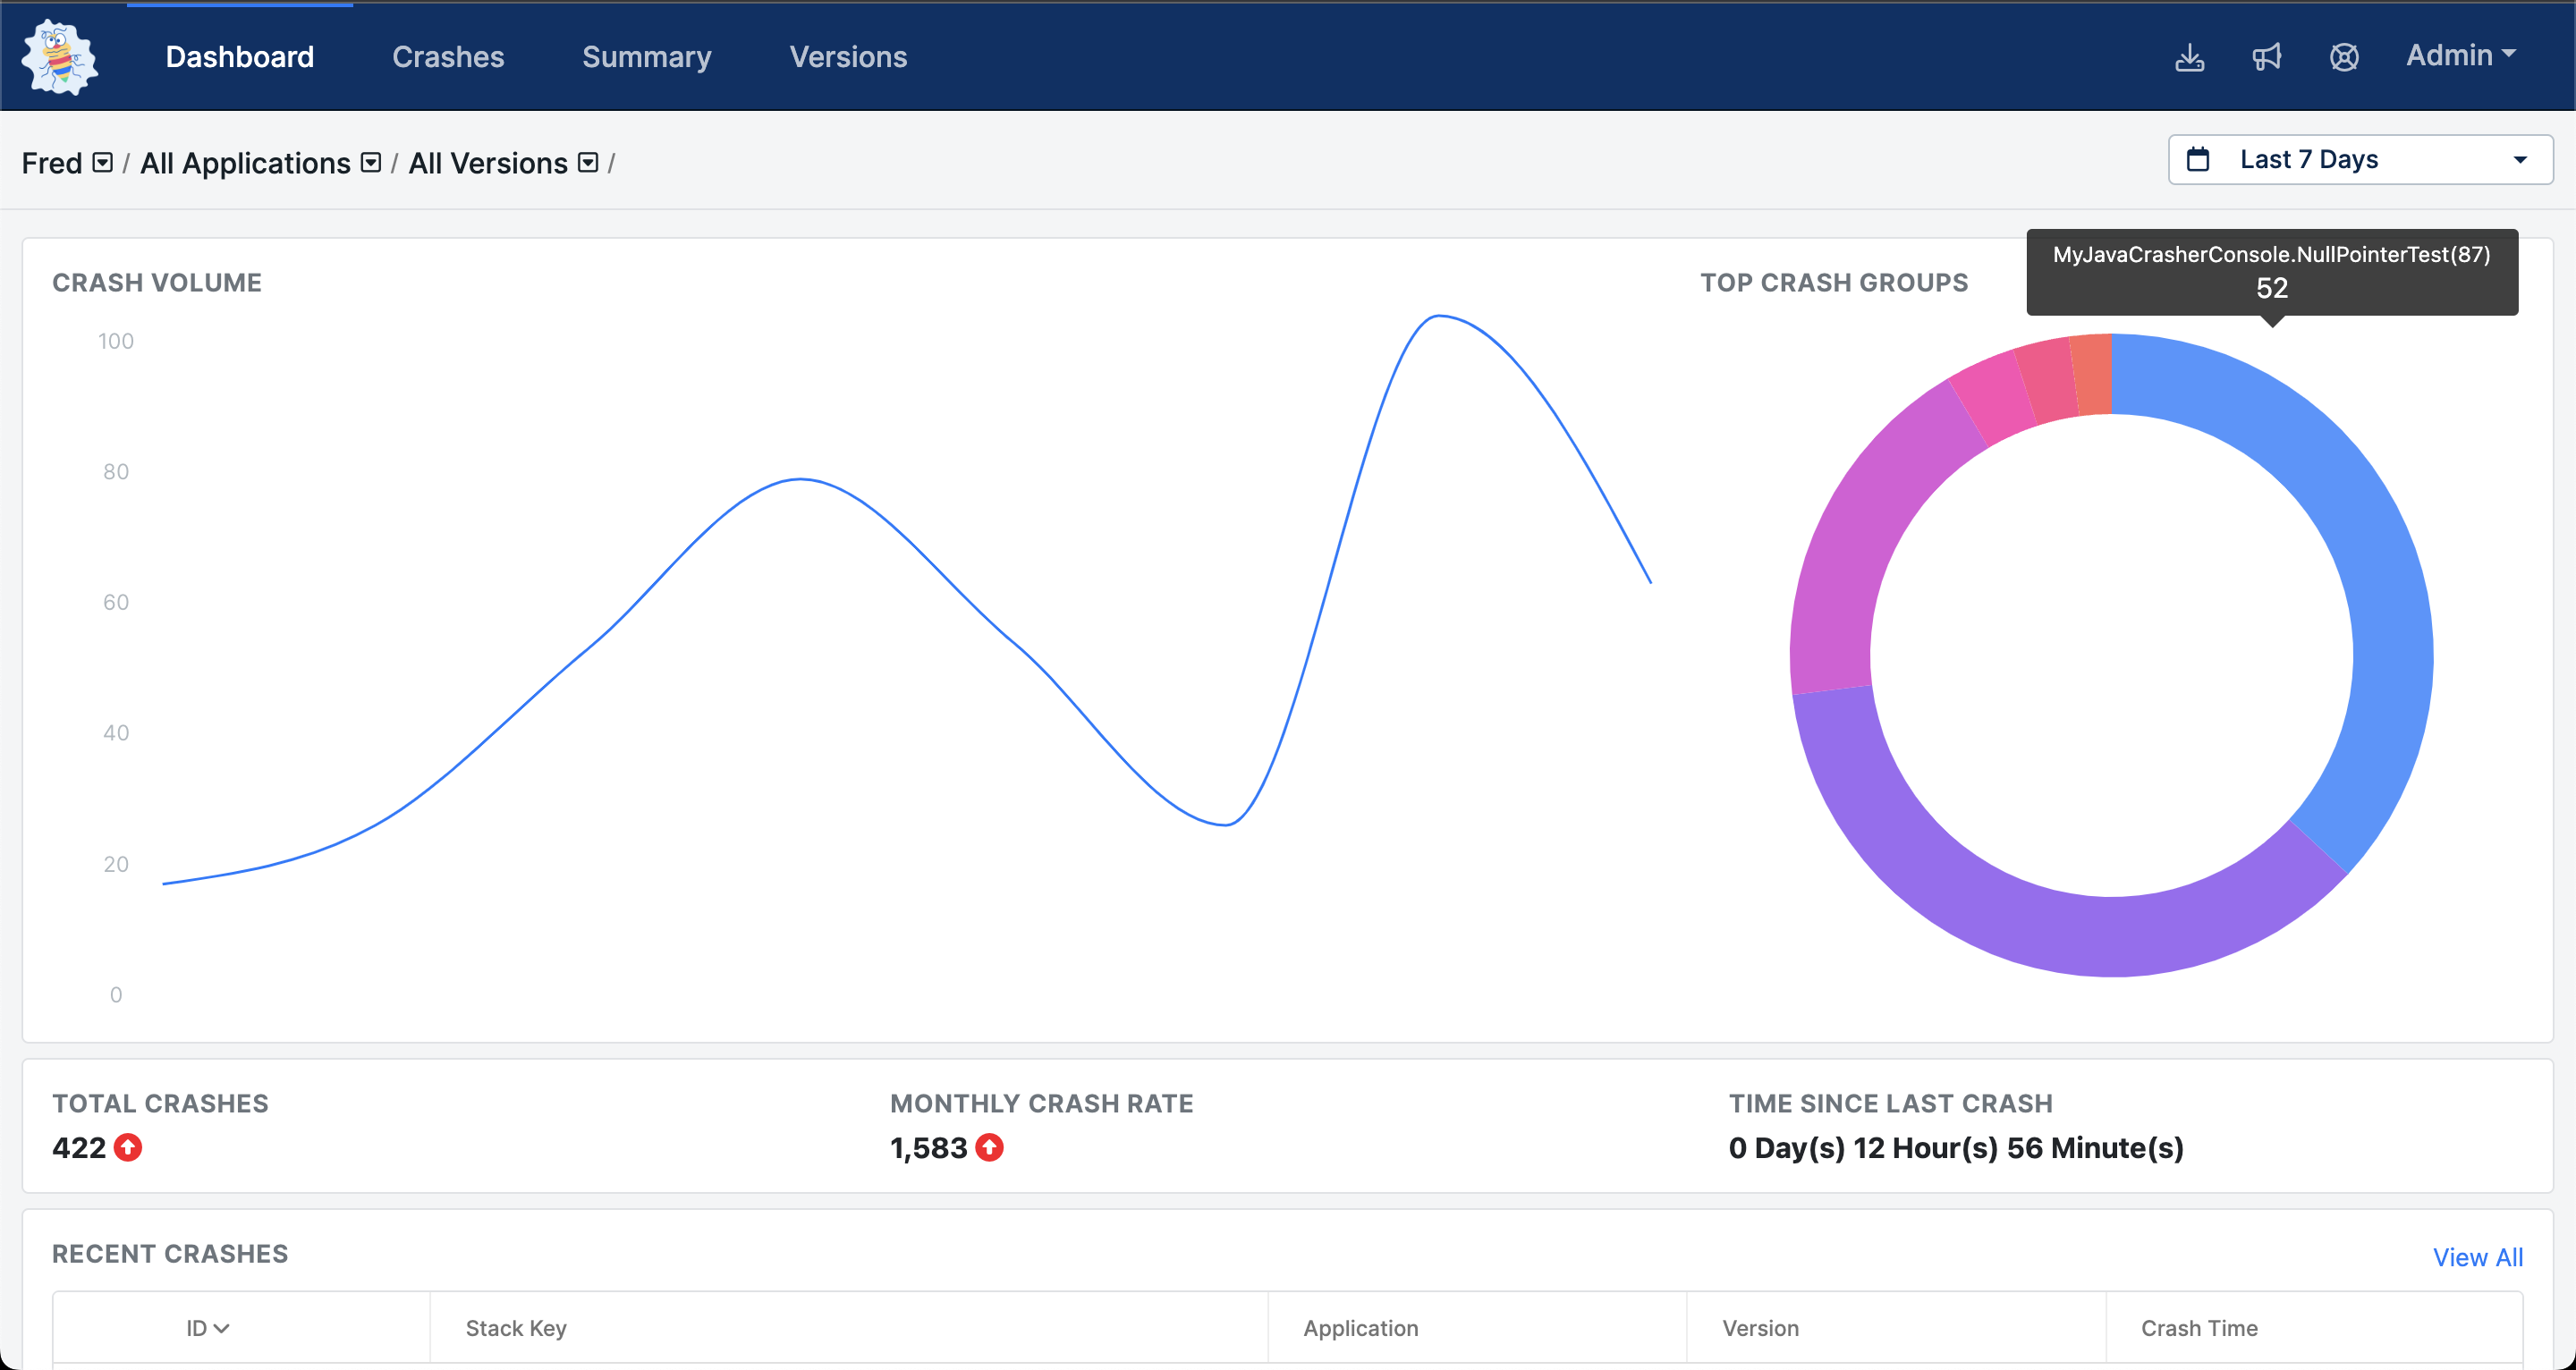 Dashboard
Crashes
Summary
Versions
Admin
Fred / All Applications / All Versions /
Last 7 Days
CRASH VOLUME
TOP CRASH GROUPS
MyJavaCrasherConsole.NullPointerTest(87)
52
100
80
60
40
20
0
TOTAL CRASHES
422
MONTHLY CRASH RATE
1,583
TIME SINCE LAST CRASH
0 Day(s) 12 Hour(s) 56 Minute(s)
RECENT CRASHES
View All
ID
Stack Key
Application
Version
Crash Time